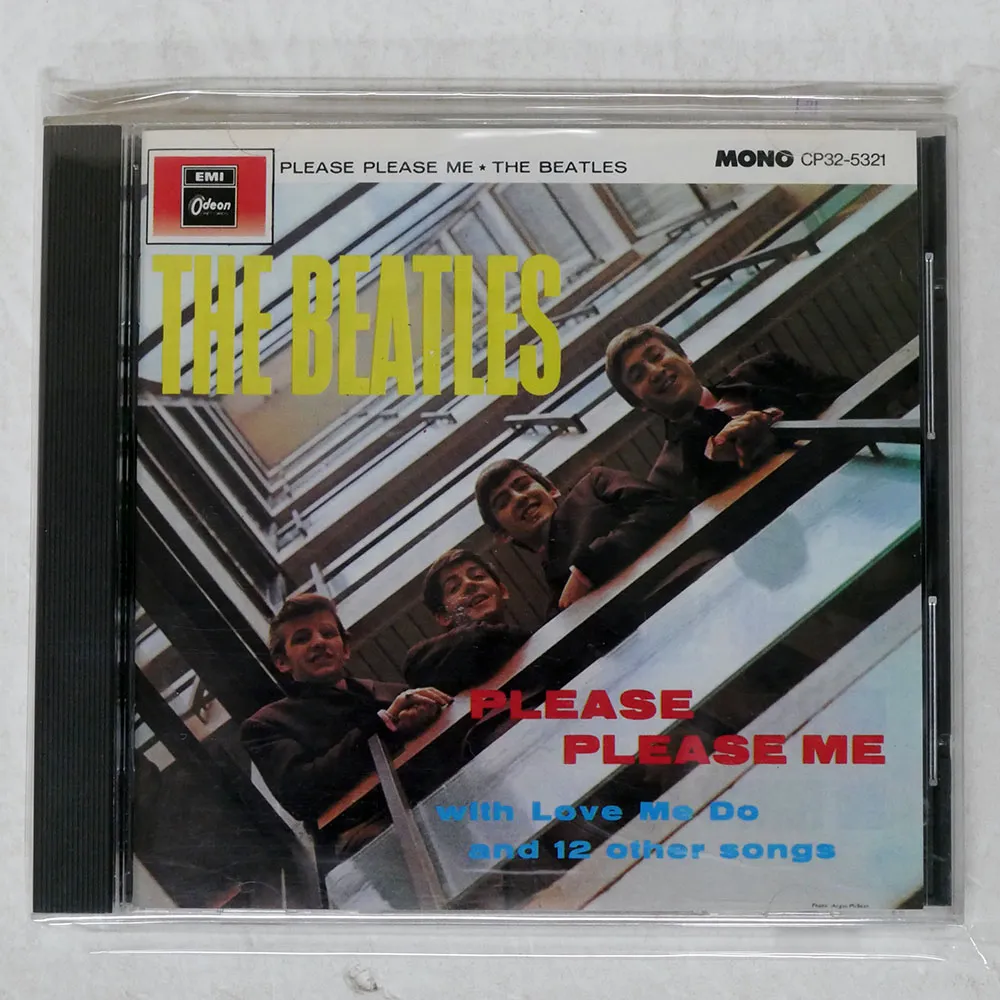 EMI
Odeon
PLEASE PLEASE ME ★ THE BEATLES
MONO CP32-5321
THE BEATLES
PLEASE
PLEASE ME
with Love Me Do
and 12 other songs